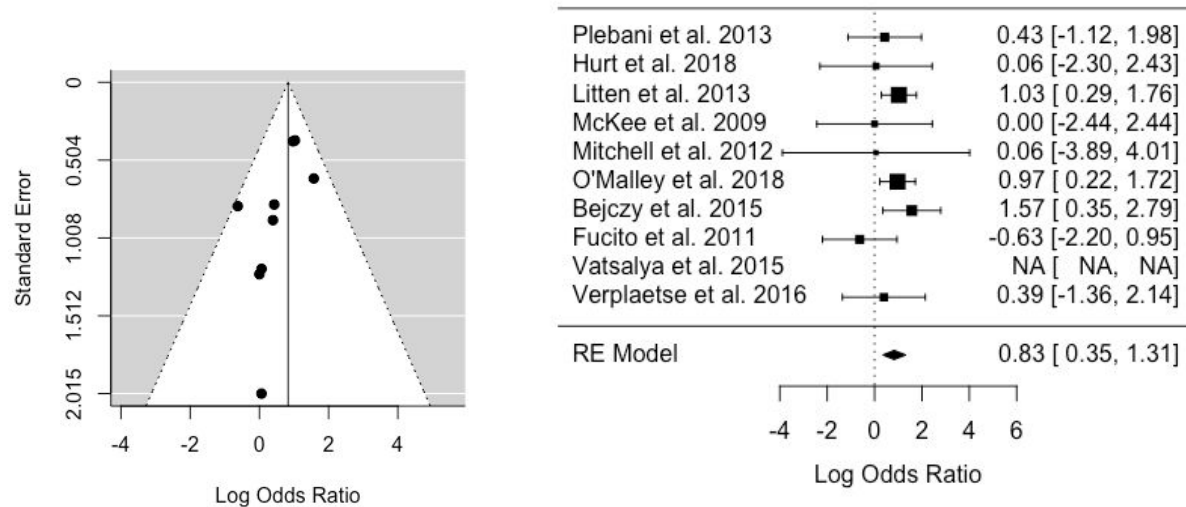 0
0.504
1.008
1.512
2.015
Standard Error
-4 -2 0 2 4
Log Odds Ratio
Plebani et al. 2013 0.43 [-1.12, 1.98]
Hurt et al. 2018 0.06 [-2.30, 2.43]
Litten et al. 2013 1.03 [ 0.29, 1.76]
McKee et al. 2009 0.00 [-2.44, 2.44]
Mitchell et al. 2012 0.06 [-3.89, 4.01]
O'Malley et al. 2018 0.97 [ 0.22, 1.72]
Bejczy et al. 2015 1.57 [ 0.35, 2.79]
Fucito et al. 2011 -0.63 [-2.20, 0.95]
Vatsalya et al. 2015 NA [ NA, NA]
Verplaetse et al. 2016 0.39 [-1.36, 2.14]
RE Model 0.83 [ 0.35, 1.31]
-4 -2 0 2 4 6
Log Odds Ratio